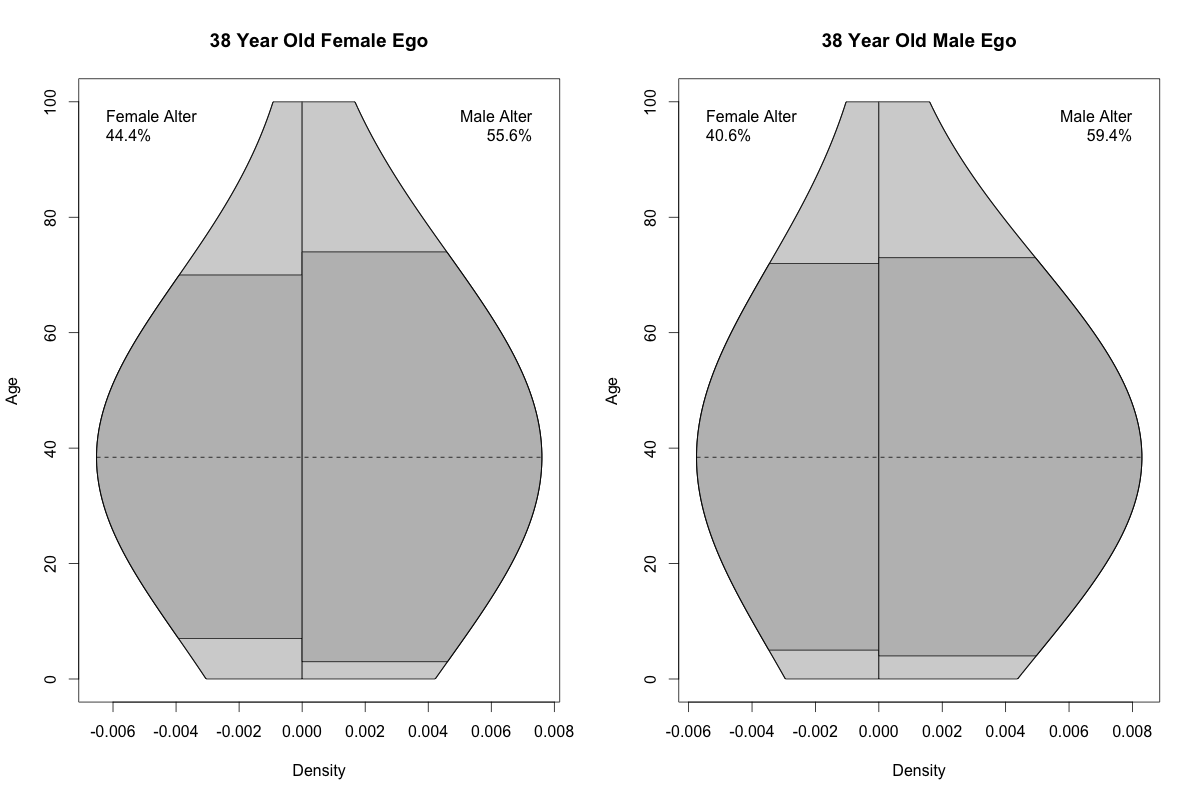 38 Year Old Female Ego
Female Alter
44.4%
Male Alter
55.6%
Age
100
80
60
40
20
0
-0.006 -0.004 -0.002 0.000 0.002 0.004 0.006 0.008
Density
38 Year Old Male Ego
Female Alter
40.6%
Male Alter
59.4%
Age
100
80
60
40
20
0
-0.006 -0.004 -0.002 0.000 0.002 0.004 0.006 0.008
Density